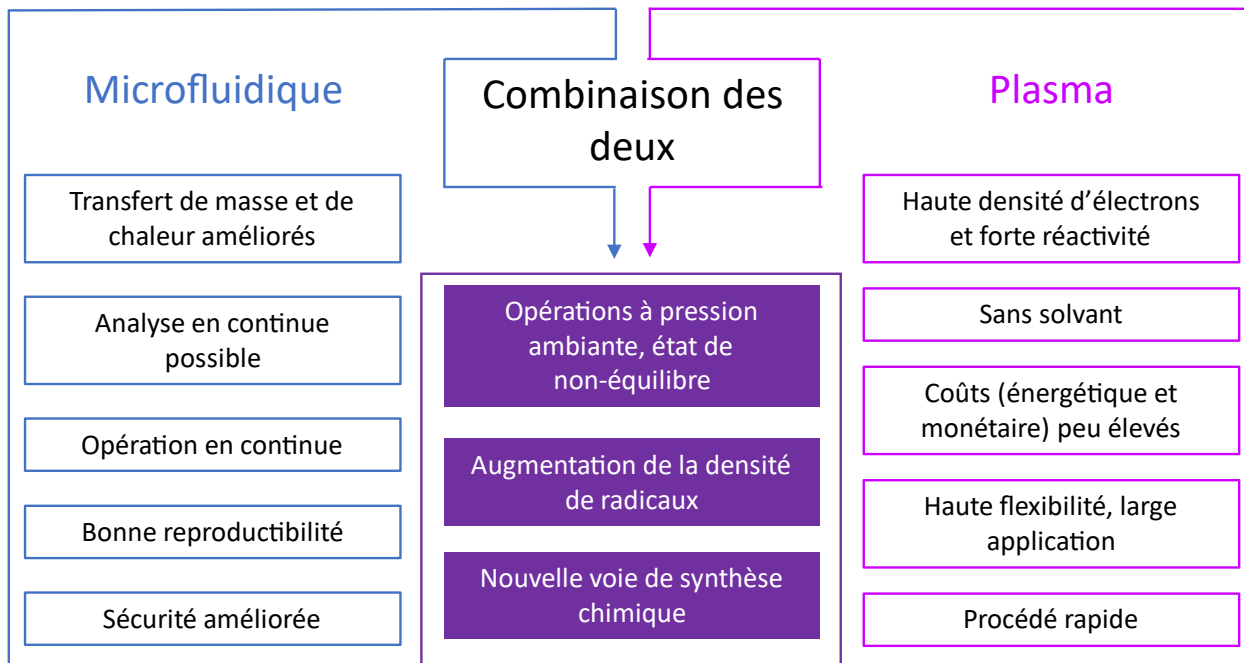 Microfluidique
Transfert de masse et de
chaleur améliorés
Analyse en continue
possible
Opération en continue
Bonne reproductibilité
Sécurité améliorée
Combinaison des
deux
Opérations à pression
ambiante, état de
non-équilibre
Augmentation de la densité
de radicaux
Nouvelle voie de synthèse
chimique
Plasma
Haute densité d’électrons
et forte réactivité
Sans solvant
Coûts (énergétique et
monétaire) peu élevés
Haute flexibilité, large
application
Procédé rapide